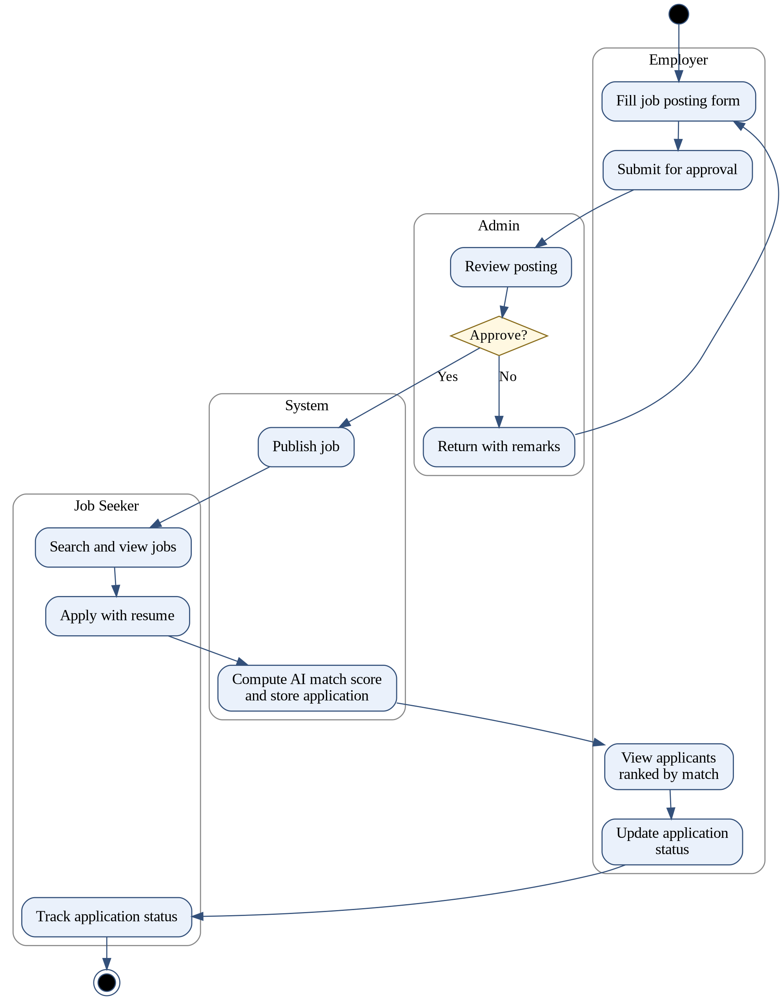 Employer
Fill job posting form
Submit for approval
Admin
Review posting
Approve?
Yes
No
System
Publish job
Return with remarks
Job Seeker
Search and view jobs
Apply with resume
Compute AI match score
and store application
View applicants
ranked by match
Update application
status
Track application status